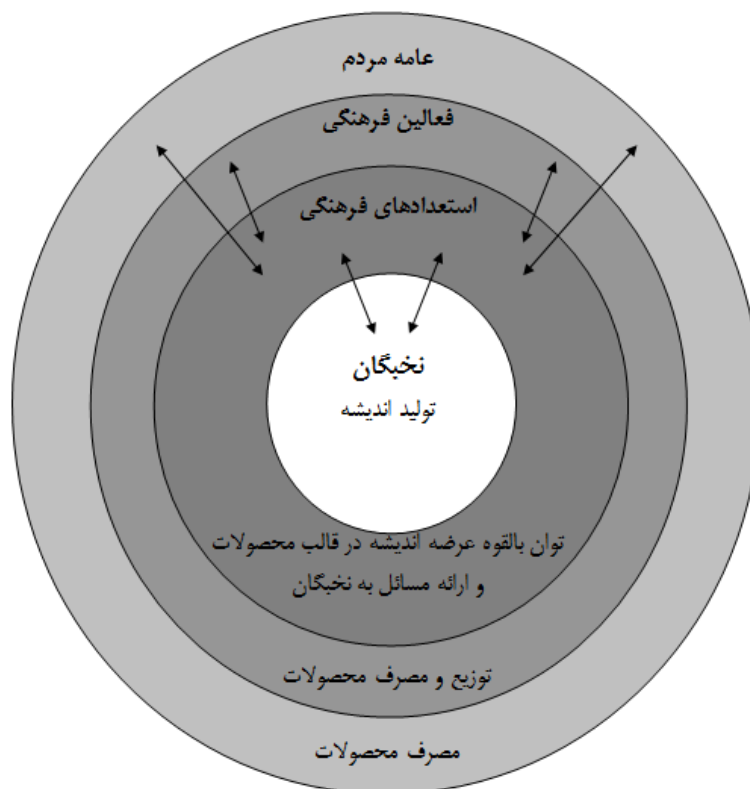 عامه مردم
فعالین فرهنگی
استعدادهای فرهنگی
نخبگان
تولید اندیشه
توان بالقوه عرضه اندیشه در قالب محصولات
و ارائه مسائل به نخبگان
توزیع و مصرف محصولات
مصرف محصولات